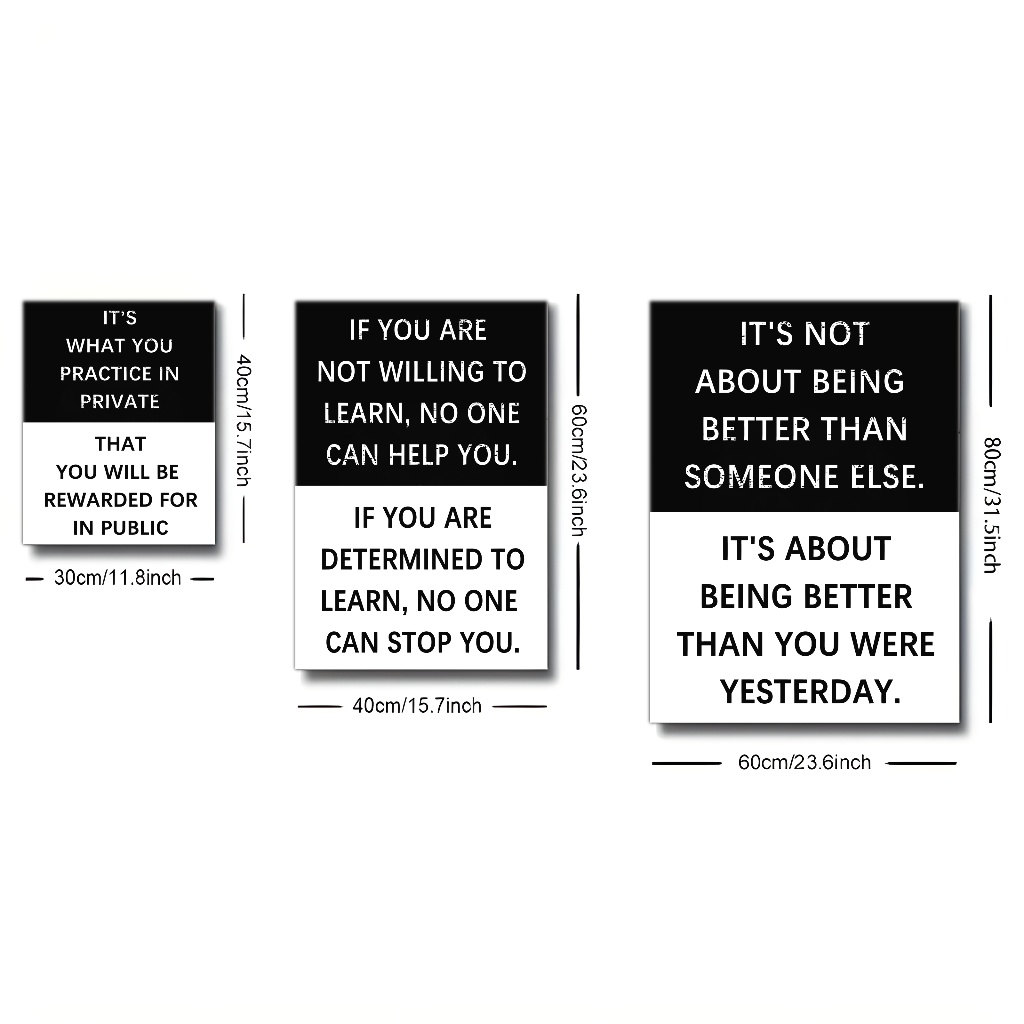 IT'S
WHAT YOU
PRACTICE IN
PRIVATE
THAT
YOU WILL BE
REWARDED FOR
IN PUBLIC
40cm/15.7inch
30cm/11.8inch
IF YOU ARE
NOT WILLING TO
LEARN, NO ONE
CAN HELP YOU.
IF YOU ARE
DETERMINED TO
LEARN, NO ONE
CAN STOP YOU.
60cm/23.6inch
40cm/15.7inch
IT'S NOT
ABOUT BEING
BETTER THAN
SOMEONE ELSE.
IT'S ABOUT
BEING BETTER
THAN YOU WERE
YESTERDAY.
80cm/31.5inch
60cm/23.6inch